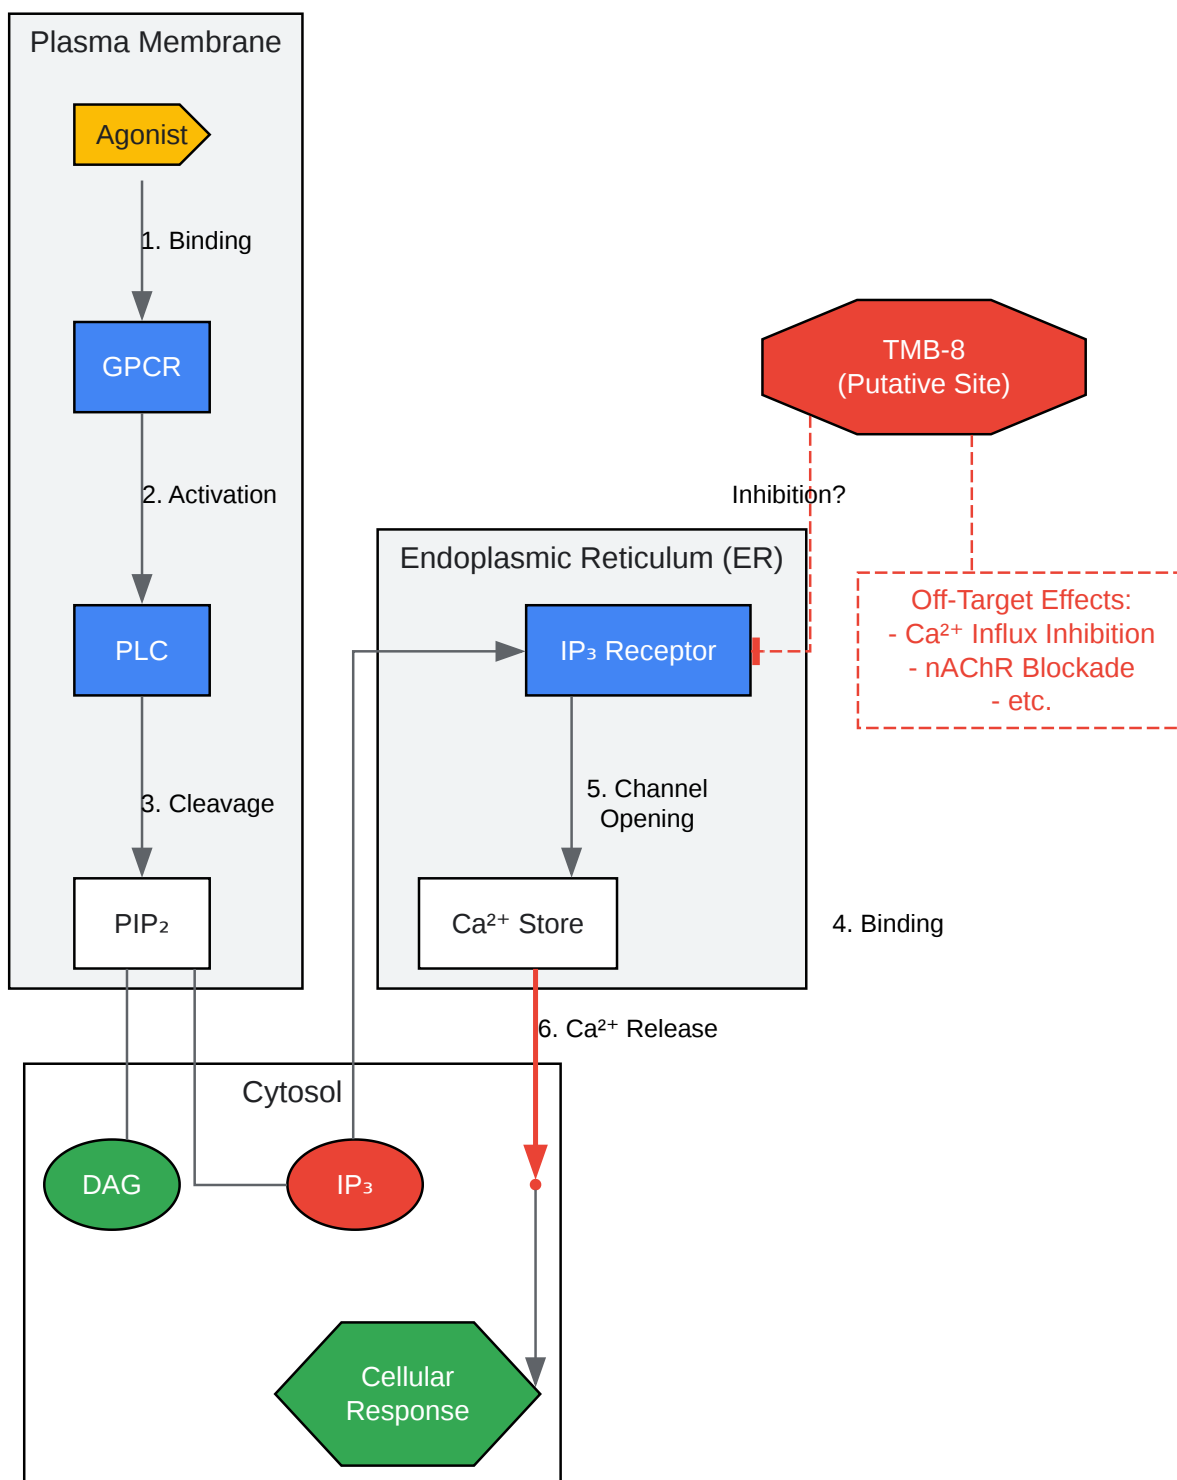 Plasma Membrane
Agonist
1. Binding
GPCR
2. Activation
PLC
3. Cleavage
PIP₂
TMB-8
(Putative Site)
Inhibition?
Endoplasmic Reticulum (ER)
IP₃ Receptor
Off-Target Effects:
- Ca²⁺ Influx Inhibition
- nAChR Blockade
- etc.
5. Channel
Opening
Ca²⁺ Store
4. Binding
6. Ca²⁺ Release
Cytosol
DAG
IP₃
Cellular
Response